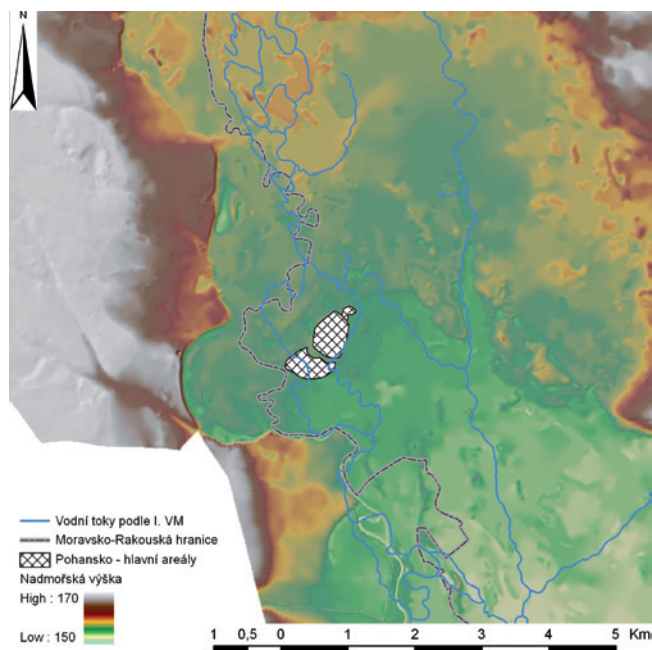 N
Vodní toky podle I. VM
Moravsko-Rakouská hranice
Pohansko - hlavní areály
Nadmořská výška
High : 170
Low : 150
1 0,5 0 1 2 3 4 5 Km